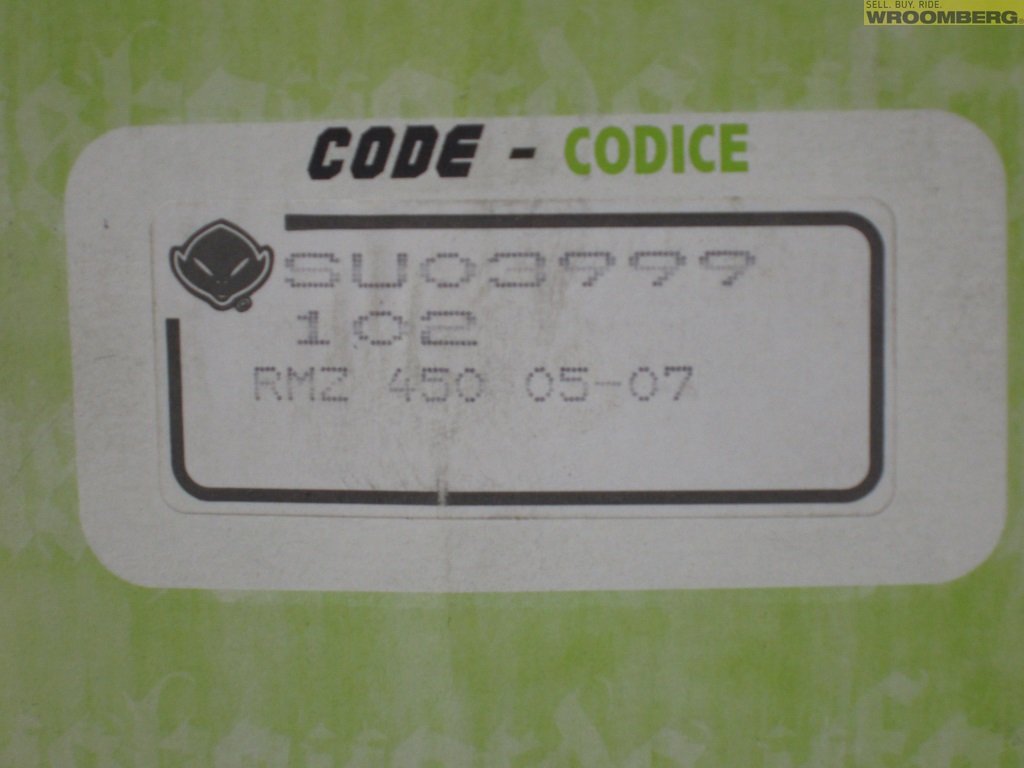 SELL. BUY. RIDE.
WROOMBERG
CODE - CODICE
SU03999
102
RMZ 450 05-07